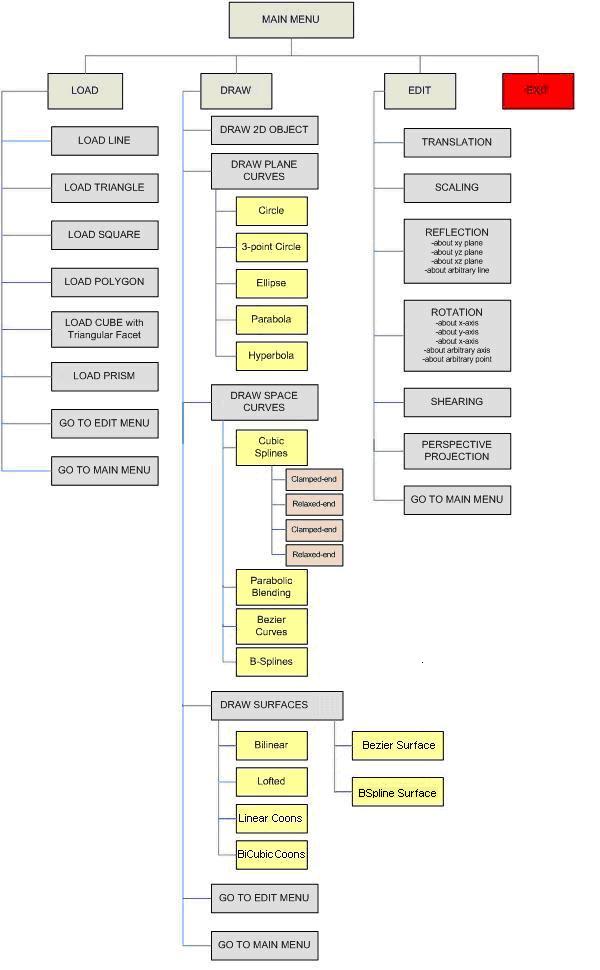 MAIN MENU
LOAD
LOAD LINE
LOAD TRIANGLE
LOAD SQUARE
LOAD POLYGON
LOAD CUBE with
Triangular Facet
LOAD PRISM
GO TO EDIT MENU
GO TO MAIN MENU
DRAW
DRAW 2D OBJECT
DRAW PLANE
CURVES
Circle
3-point Circle
Ellipse
Parabola
Hyperbola
DRAW SPACE
CURVES
Cubic
Splines
Clamped-end
Relaxed-end
Clamped-end
Relaxed-end
Parabolic
Blending
Bezier
Curves
B-Splines
DRAW SURFACES
Bilinear
Lofted
Linear Coons
BiCubic Coons
Bezier Surface
BSpline Surface
GO TO EDIT MENU
GO TO MAIN MENU
EDIT
TRANSLATION
SCALING
REFLECTION
-about xy plane
-about yz plane
-about xz plane
-about arbitrary line
ROTATION
-about x-axis
-about y-axis
-about x-axis
-about arbitrary axis
-about arbitrary point
SHEARING
PERSPECTIVE
PROJECTION
GO TO MAIN MENU
EXIT